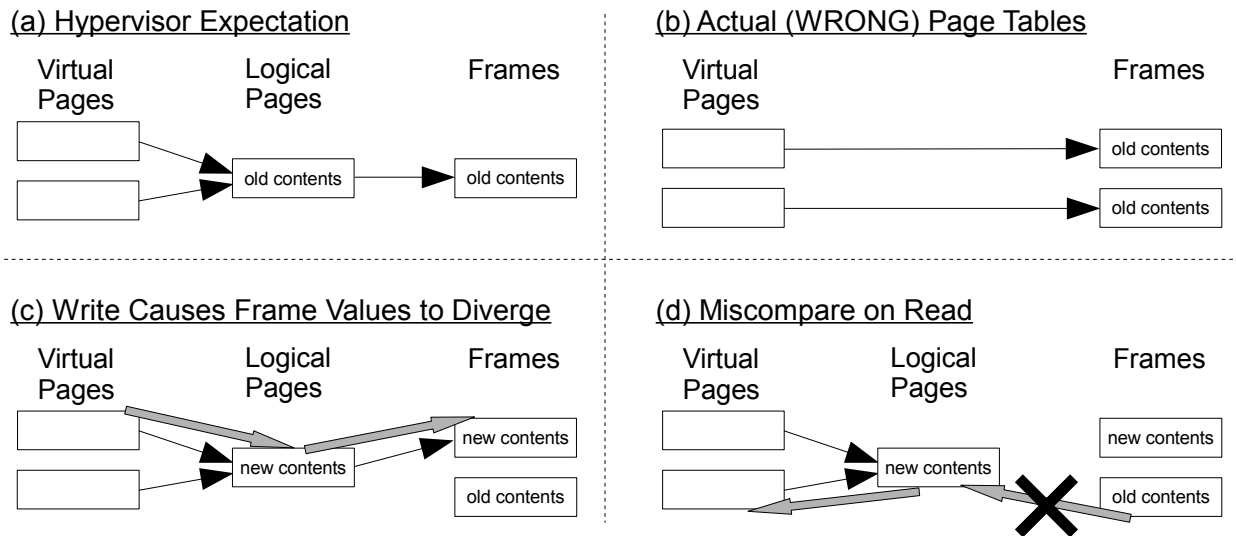 (a) Hypervisor Expectation
Virtual Pages
Logical Pages
Frames
old contents
old contents
(b) Actual (WRONG) Page Tables
Virtual Pages
Frames
old contents
old contents
(c) Write Causes Frame Values to Diverge
Virtual Pages
Logical Pages
Frames
new contents
new contents
old contents
(d) Miscompare on Read
Virtual Pages
Logical Pages
Frames
new contents
new contents
old contents